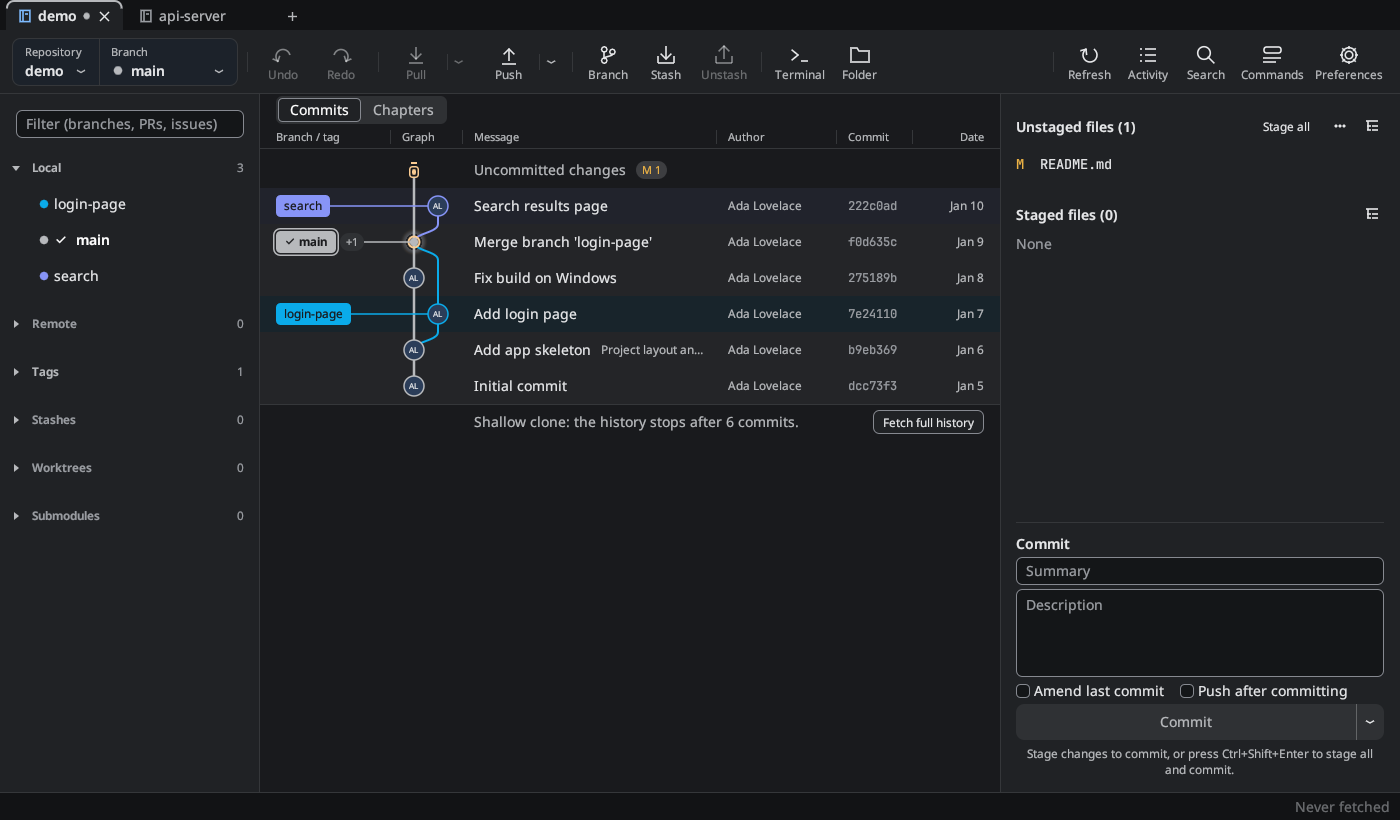 demo
api-server
Repository
demo
Branch
main
Undo
Redo
Pull
Push
Branch
Stash
Unstash
Terminal
Folder
Refresh
Activity
Search
Commands
Preferences
Filter (branches, PRs, issues)
Local 3
login-page
main
search
Remote 0
Tags 1
Stashes 0
Worktrees 0
Submodules 0
Commits Chapters
Branch / tag Graph Message Author Commit Date
Uncommitted changes M 1
search AL Search results page Ada Lovelace 222c0ad Jan 10
main +1 Merge branch 'login-page' Ada Lovelace f0d635c Jan 9
AL Fix build on Windows Ada Lovelace 275189b Jan 8
login-page AL Add login page Ada Lovelace 7e24110 Jan 7
AL Add app skeleton Project layout an... Ada Lovelace b9eb369 Jan 6
AL Initial commit Ada Lovelace dcc73f3 Jan 5
Shallow clone: the history stops after 6 commits. Fetch full history
Unstaged files (1) Stage all
M README.md
Staged files (0)
None
Commit
Summary
Description
Amend last commit Push after committing
Commit
Stage changes to commit, or press Ctrl+Shift+Enter to stage all
and commit.
Never fetched